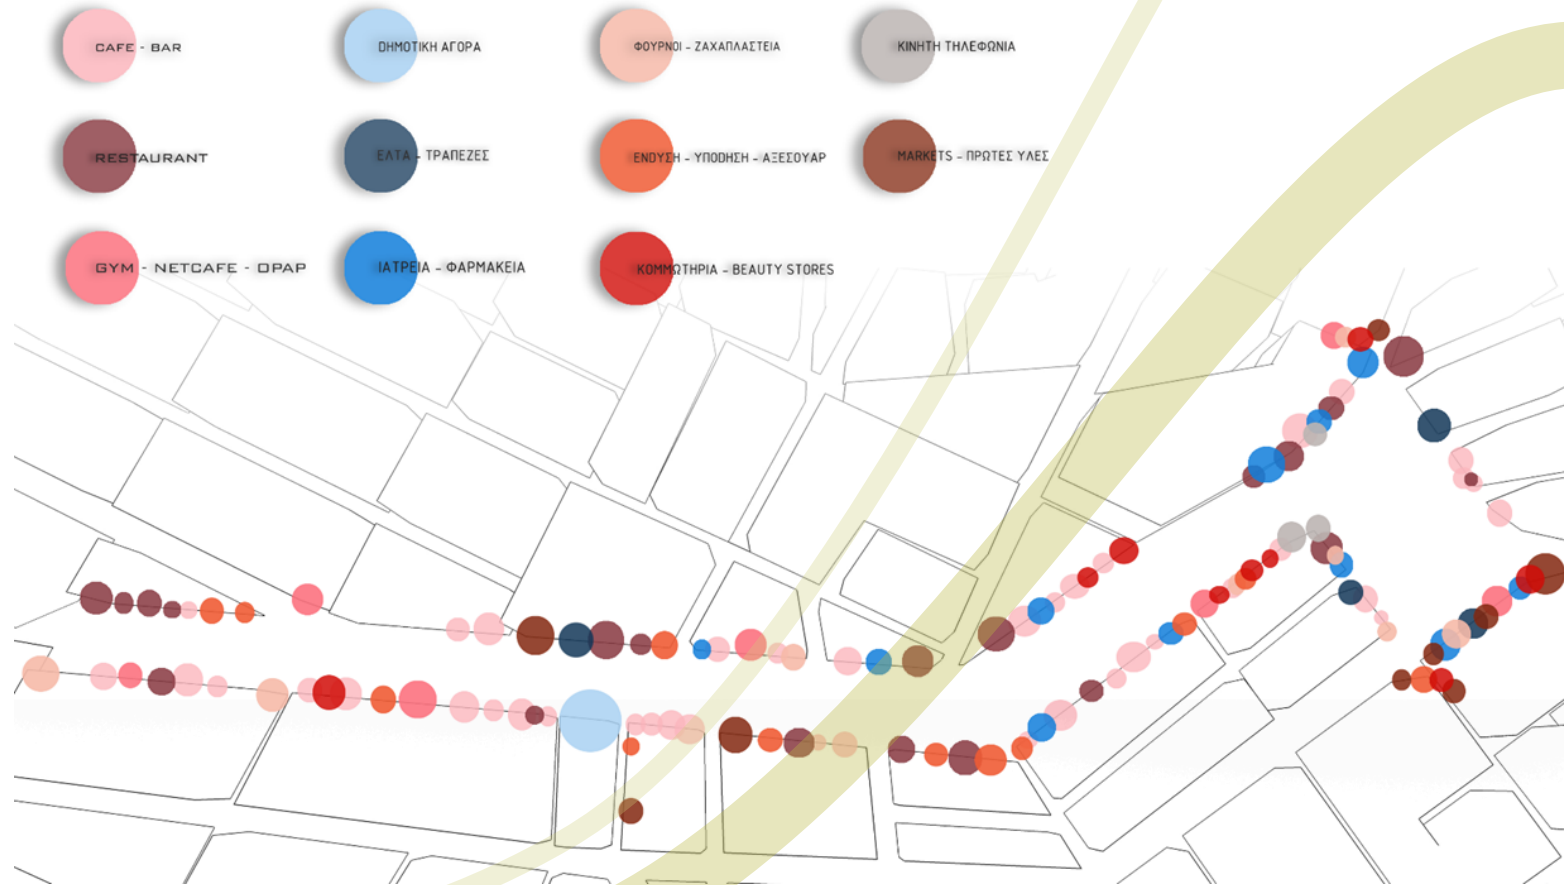 CAFE - BAR
ΔΗΜΟΤΙΚΗ ΑΓΟΡΑ
ΦΟΥΡΝΟΙ - ΖΑΧΑΠΛΑΣΤΕΙΑ
ΚΙΝΗΤΗ ΤΗΛΕΦΩΝΙΑ
RESTAURANT
ΕΛΤΑ - ΤΡΑΠΕΖΕΣ
ΕΝΔΥΣΗ - ΥΠΟΔΗΣΗ - ΑΞΕΣΟΥΑΡ
MARKETS - ΠΡΩΤΕΣ ΥΛΕΣ
GYM - NETCAFE - OPAP
ΙΑΤΡΕΙΑ - ΦΑΡΜΑΚΕΙΑ
ΚΟΜΜΩΤΗΡΙΑ - BEAUTY STORES